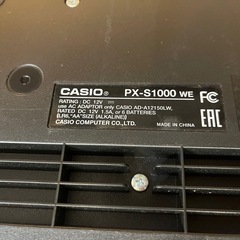 CASIO® PX-S1000 WE
RATING : DC 12V ⎓
use AC ADAPTOR only CASIO AD-A12150LW,
RATED DC 12V 1.5A, or 6 BATTERIES
(LR6,"AA"SIZE [ALKALINE])
CASIO COMPUTER CO.,LTD.
MADE IN CHINA
FC
EAC